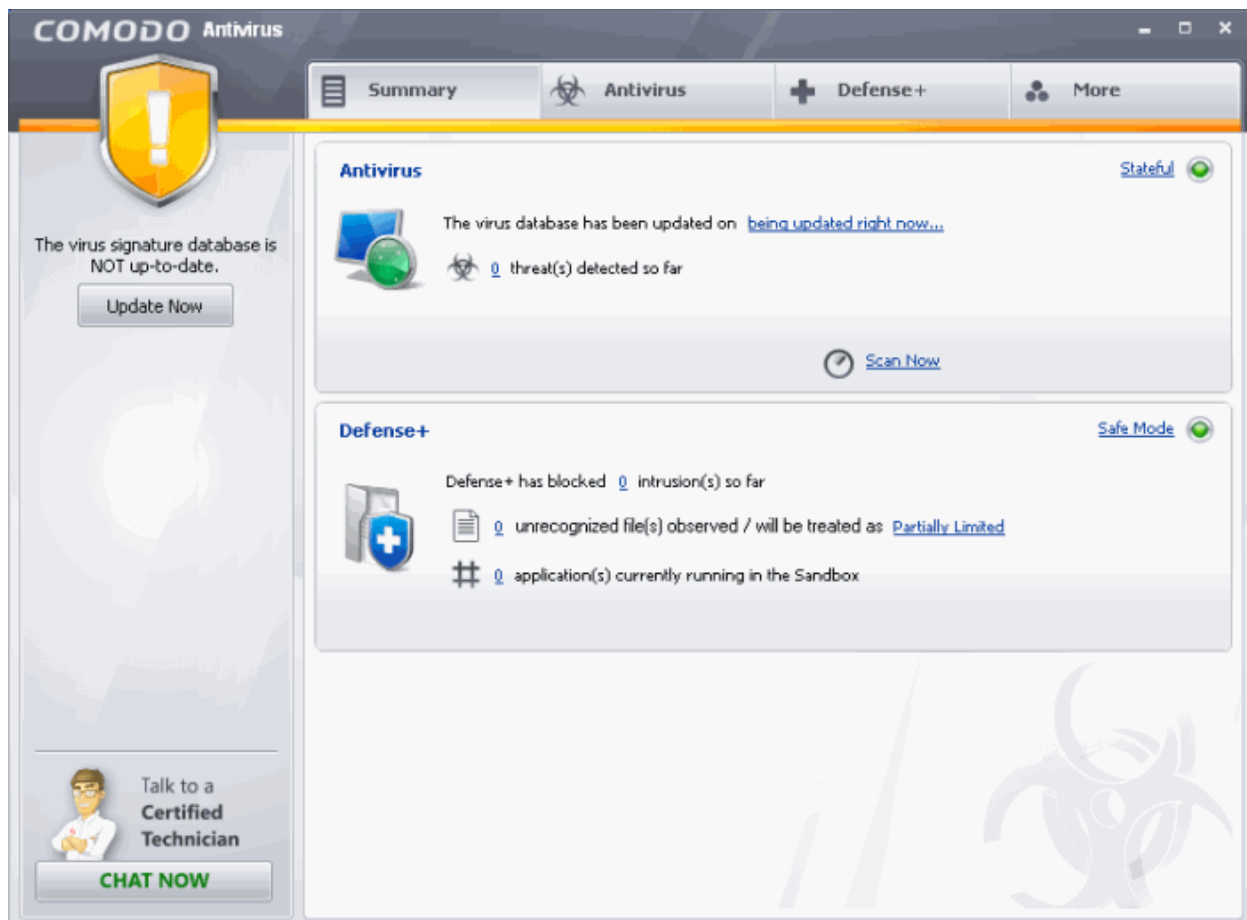 COMODO Antivirus
Summary
Antivirus
Defense+
More
The virus signature database is
NOT up-to-date.
Update Now
Antivirus
Stateful
The virus database has been updated on being updated right now...
0 threat(s) detected so far
Scan Now
Defense+
Safe Mode
Defense+ has blocked 0 intrusion(s) so far
0 unrecognized file(s) observed / will be treated as Partially Limited
0 application(s) currently running in the Sandbox
Talk to a
Certified
Technician
CHAT NOW